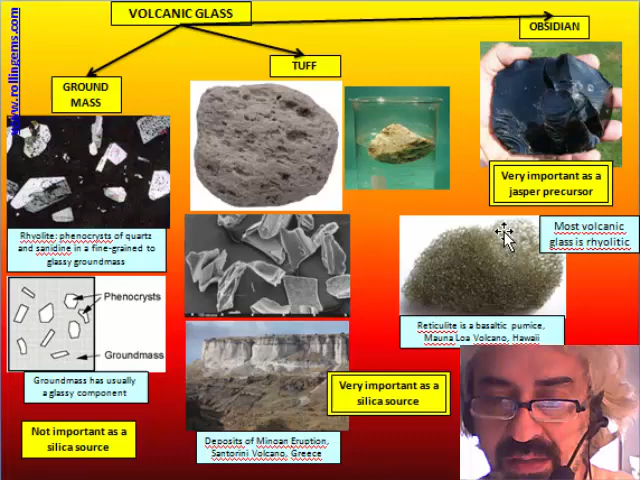 www.rollingems.com
VOLCANIC GLASS
OBSIDIAN
TUFF
GROUND
MASS
Very important as a
jasper precursor
Rhyolite: phenocrysts of quartz
and sanidine in a fine-grained to
glassy groundmass
Most volcanic
glass is rhyolitic
Phenocrysts
Groundmass
Reticulite is a basaltic pumice,
Mauna Loa Volcano, Hawaii
Groundmass has usually
a glassy component
Very important as a
silica source
Not important as a
silica source
Deposits of Minoan Eruption,
Santorini Volcano, Greece